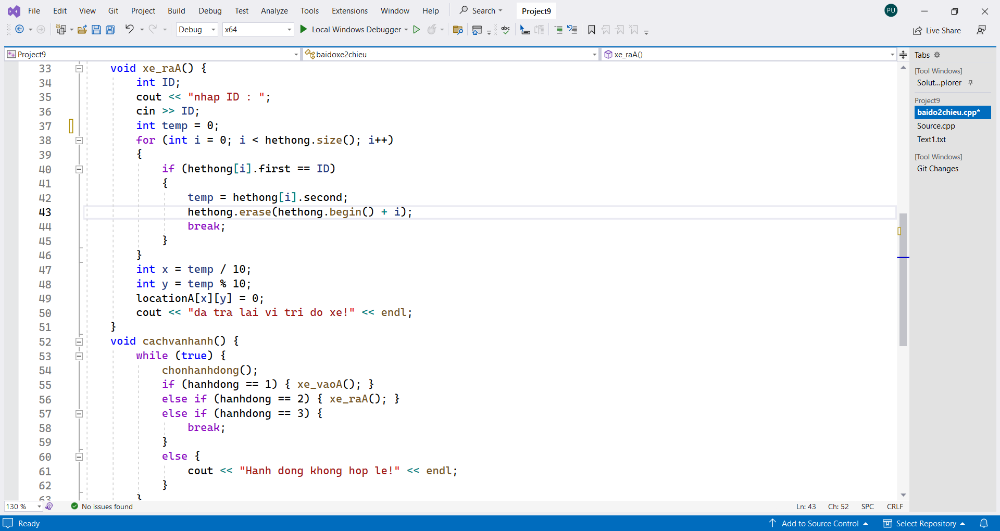 File Edit View Git Project Build Debug Test Analyze Tools Extensions Window Help Search Project9 PU
Debug x64 Local Windows Debugger abc Live Share
Project9 baidoxe2chieu xe_raA()
33 void xe_raA() {
34 int ID;
35 cout << "nhap ID : ";
36 cin >> ID;
37 int temp = 0;
38 for (int i = 0; i < hethong.size(); i++)
39 {
40 if (hethong[i].first == ID)
41 {
42 temp = hethong[i].second;
43 hethong.erase(hethong.begin() + i);
44 break;
45 }
46 }
47 int x = temp / 10;
48 int y = temp % 10;
49 locationA[x][y] = 0;
50 cout << "da tra lai vi tri do xe!" << endl;
51 }
52 void cachvanhanh() {
53 while (true) {
54 chonhanhdong();
55 if (hanhdong == 1) { xe_vaoA(); }
56 else if (hanhdong == 2) { xe_raA(); }
57 else if (hanhdong == 3) {
58 break;
59 }
60 else {
61 cout << "Hanh dong khong hop le!" << endl;
62 }
63 }
Tabs
[Tool Windows]
Solut...plorer
Project9
baido2chieu.cpp*
Source.cpp
Text1.txt
[Tool Windows]
Git Changes
130 % No issues found Ln: 43 Ch: 52 SPC CRLF
Ready Add to Source Control Select Repository